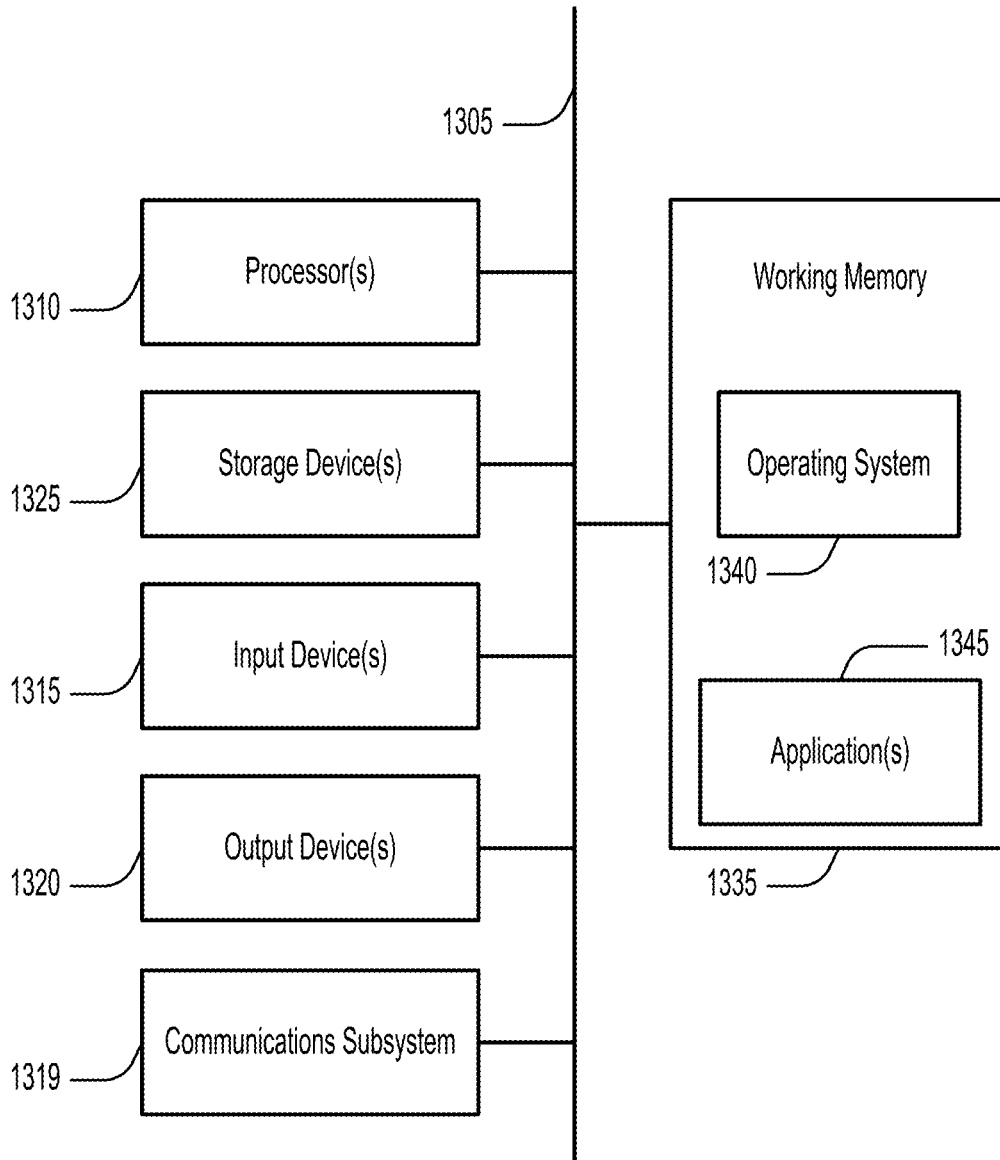 1305
Processor(s)
1310
Working Memory
Storage Device(s)
1325
Operating System
1340
Input Device(s)
1315
1345
Application(s)
Output Device(s)
1320
1335
Communications Subsystem
1319